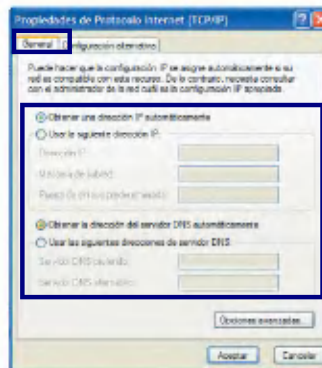 Propiedades de Protocolo Internet (TCP/IP)
General Configuración alternativa
Puede hacer que la configuración IP se asigne automáticamente si su
red es compatible con este recurso. De lo contrario, necesita consultar
con el administrador de la red cuál es la configuración IP apropiada.
Obtener una dirección IP automáticamente
Usar la siguiente dirección IP:
Dirección IP:
Máscara de subred:
Puerta de enlace predeterminada:
Obtener la dirección del servidor DNS automáticamente
Usar las siguientes direcciones de servidor DNS:
Servidor DNS preferido:
Servidor DNS alternativo:
Opciones avanzadas...
Aceptar Cancelar